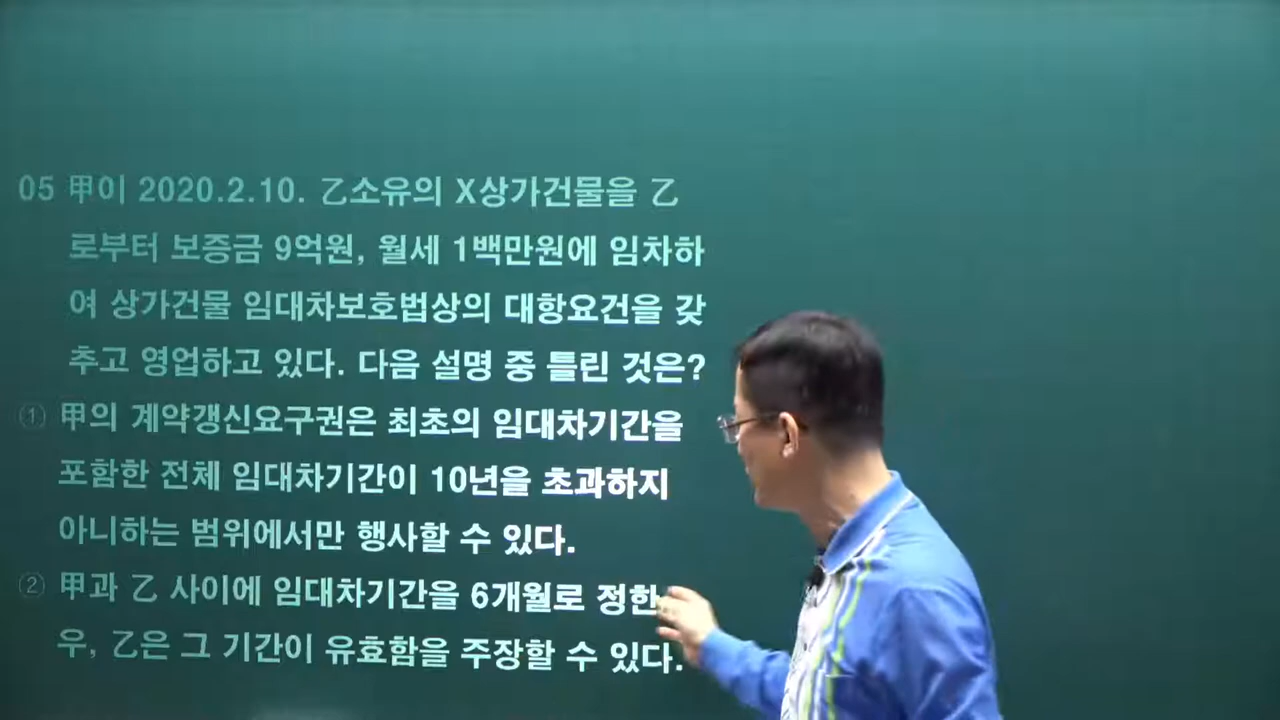 05 甲이 2020.2.10. 乙소유의 X상가건물을 乙
로부터 보증금 9억원, 월세 1백만원에 임차하
여 상가건물 임대차보호법상의 대항요건을 갖
추고 영업하고 있다. 다음 설명 중 틀린 것은?
① 甲의 계약갱신요구권은 최초의 임대차기간을
포함한 전체 임대차기간이 10년을 초과하지
아니하는 범위에서만 행사할 수 있다.
② 甲과 乙 사이에 임대차기간을 6개월로 정한
우, 乙은 그 기간이 유효함을 주장할 수 있다.